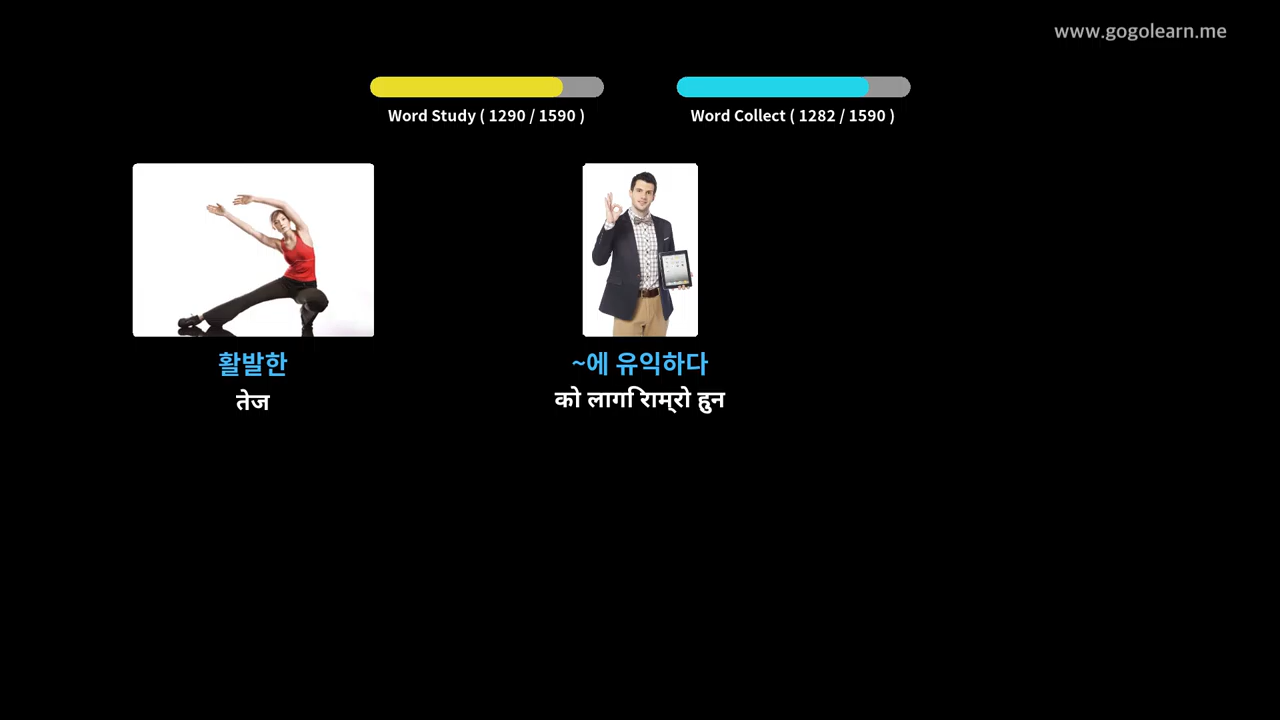 www.gogolearn.me
Word Study ( 1290 / 1590 )
Word Collect ( 1282 / 1590 )
활발한
तेज
~에 유익하다
को लागि राम्रो हुन